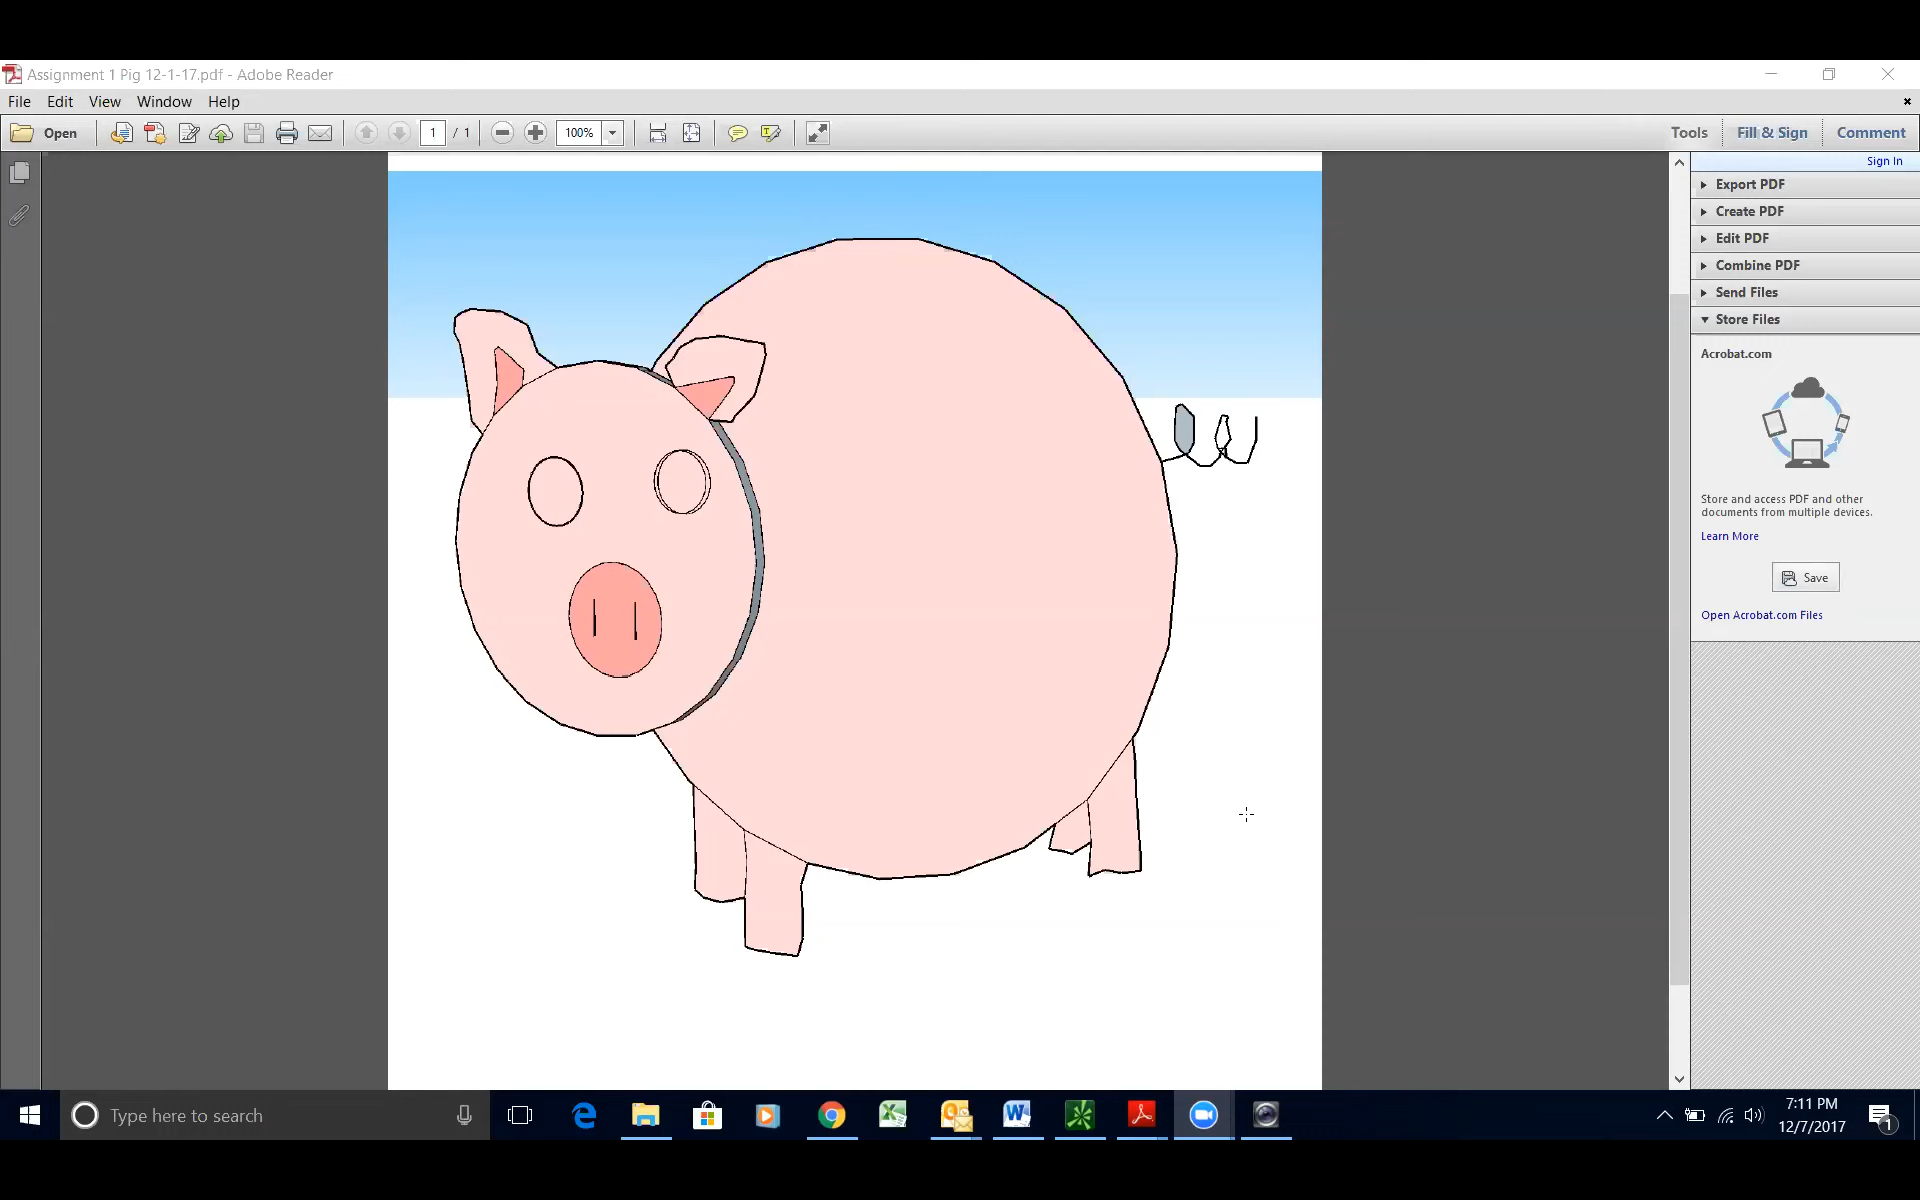 Assignment 1 Pig 12-1-17.pdf - Adobe Reader
File Edit View Window Help
Open 1 / 1 100% Tools Fill & Sign Comment
Sign In
Export PDF
Create PDF
Edit PDF
Combine PDF
Send Files
Store Files
Acrobat.com
Store and access PDF and other
documents from multiple devices.
Learn More
Save
Open Acrobat.com Files
Type here to search
7:11 PM
12/7/2017
1